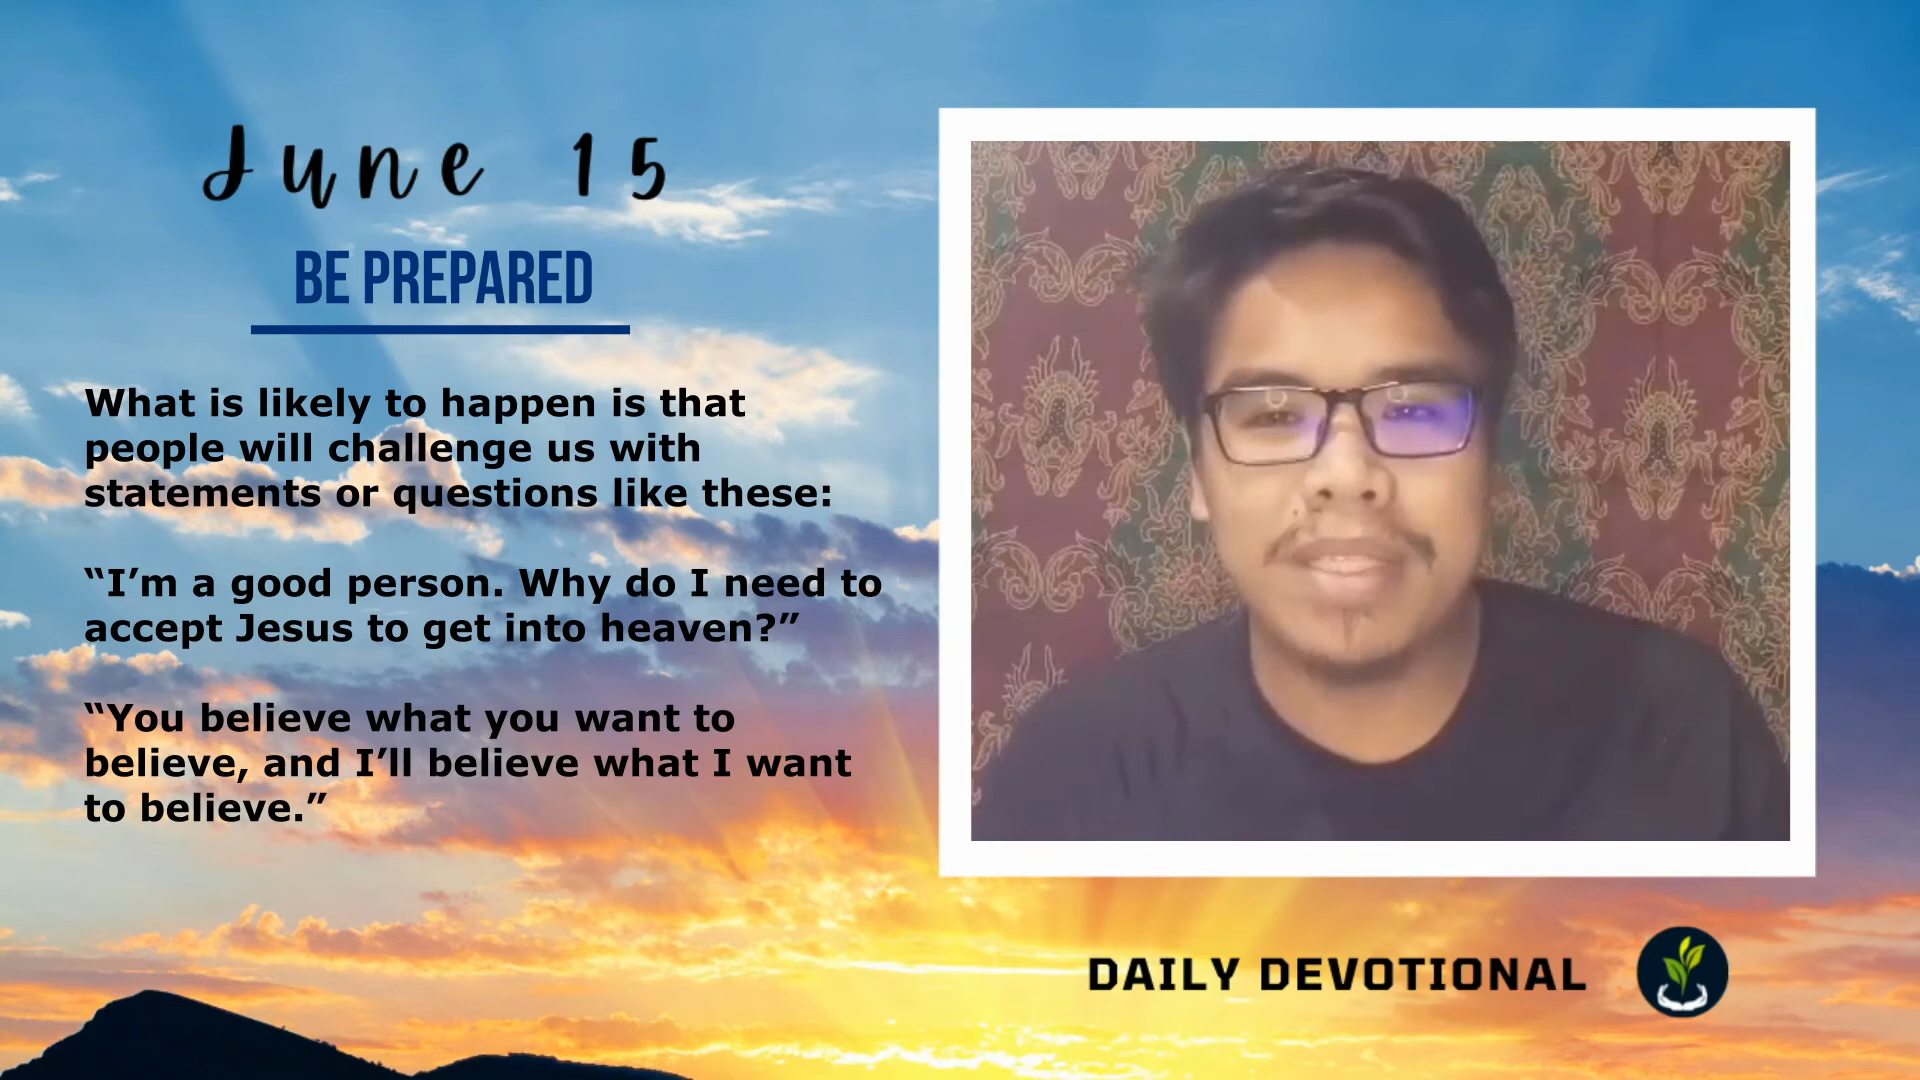 June 15
BE PREPARED
What is likely to happen is that
people will challenge us with
statements or questions like these:
“I’m a good person. Why do I need to
accept Jesus to get into heaven?”
“You believe what you want to
believe, and I’ll believe what I want
to believe.”
DAILY DEVOTIONAL